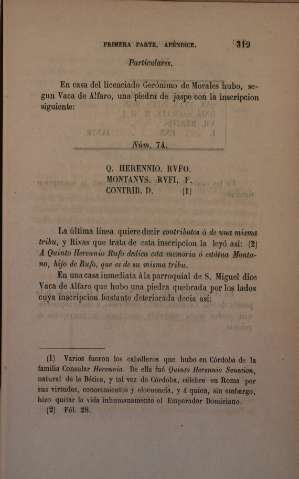 PRIMERA PARTE, APÉNDICE. 319
Particulares.
En casa del licenciado Gerónimo de Morales hubo, se-
gun Vaca de Alfaro, una piedra de jaspe con la inscripcion
siguiente:
Núm. 74.
Q. HERENNIO. RVFO.
MONTANVS. RVFI. F.
CONTRIB. D. (1)
La última línea quiere decir contributos ó de una misma
tribu, y Rivas que trata de esta inscripcion la leyó así: (2)
A Quinto Herennio Rufo dedica esta memoria ó estátua Monta-
no, hijo de Rufo, que es de su misma tribu.
En una casa inmediata á la parroquial de S. Miguel dice
Vaca de Alfaro que hubo una piedra quebrada por los lados
cuya inscripcion bastante deteriorada decia así:
(1) Varios fueron los caballeros que hubo en Córdoba de la
familia Consular Herennia. De ella fué Quinto Herennio Senecion,
natural de la Bética, y tal vez de Córdoba, célebre en Roma por
sus virtudes, conocimientos y elocuencia, y á quien, sin embargo,
hizo quitar la vida inhumanamente el Emperador Domiciano.
(2) Fól. 28.